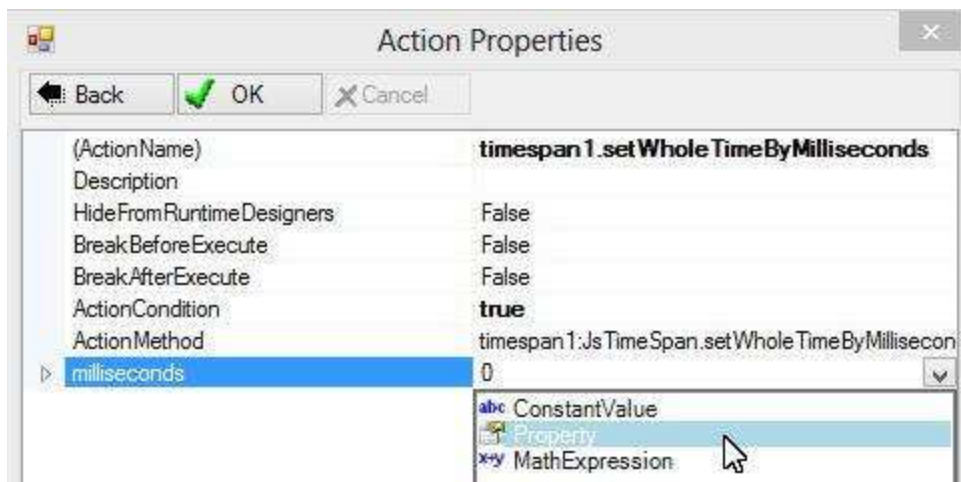 Action Properties
Back OK Cancel
(ActionName) timespan1.setWholeTimeByMilliseconds
Description
HideFromRuntimeDesigners False
BreakBeforeExecute False
BreakAfterExecute False
ActionCondition true
ActionMethod timespan1:JsTimeSpan.setWholeTimeByMillisecon
milliseconds 0
abc ConstantValue
Property
x+y MathExpression